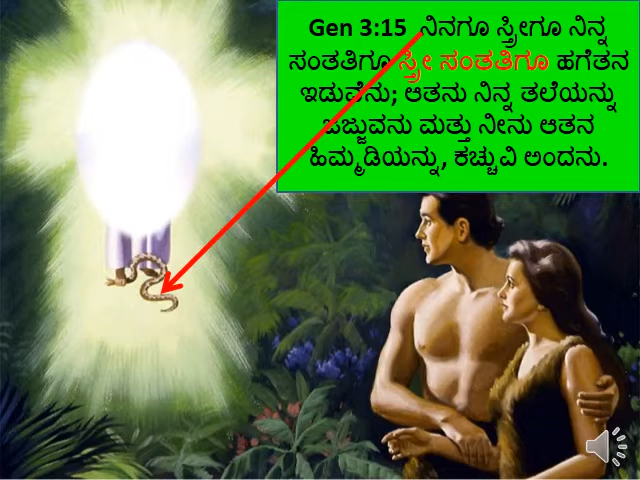 Gen 3:15 ನಿನಗೂ ಸ್ತ್ರೀಗೂ ನಿನ್ನ
ಸಂತತಿಗೂ ಸ್ತ್ರೀ ಸಂತತಿಗೂ ಹಗೆತನ
ಇಡುವೆನು; ಆತನು ನಿನ್ನ ತಲೆಯನ್ನು
ಜಜ್ಜುವನು ಮತ್ತು ನೀನು ಆತನ
ಹಿಮ್ಮಡಿಯನ್ನು, ಕಚ್ಚುವಿ ಅಂದನು.